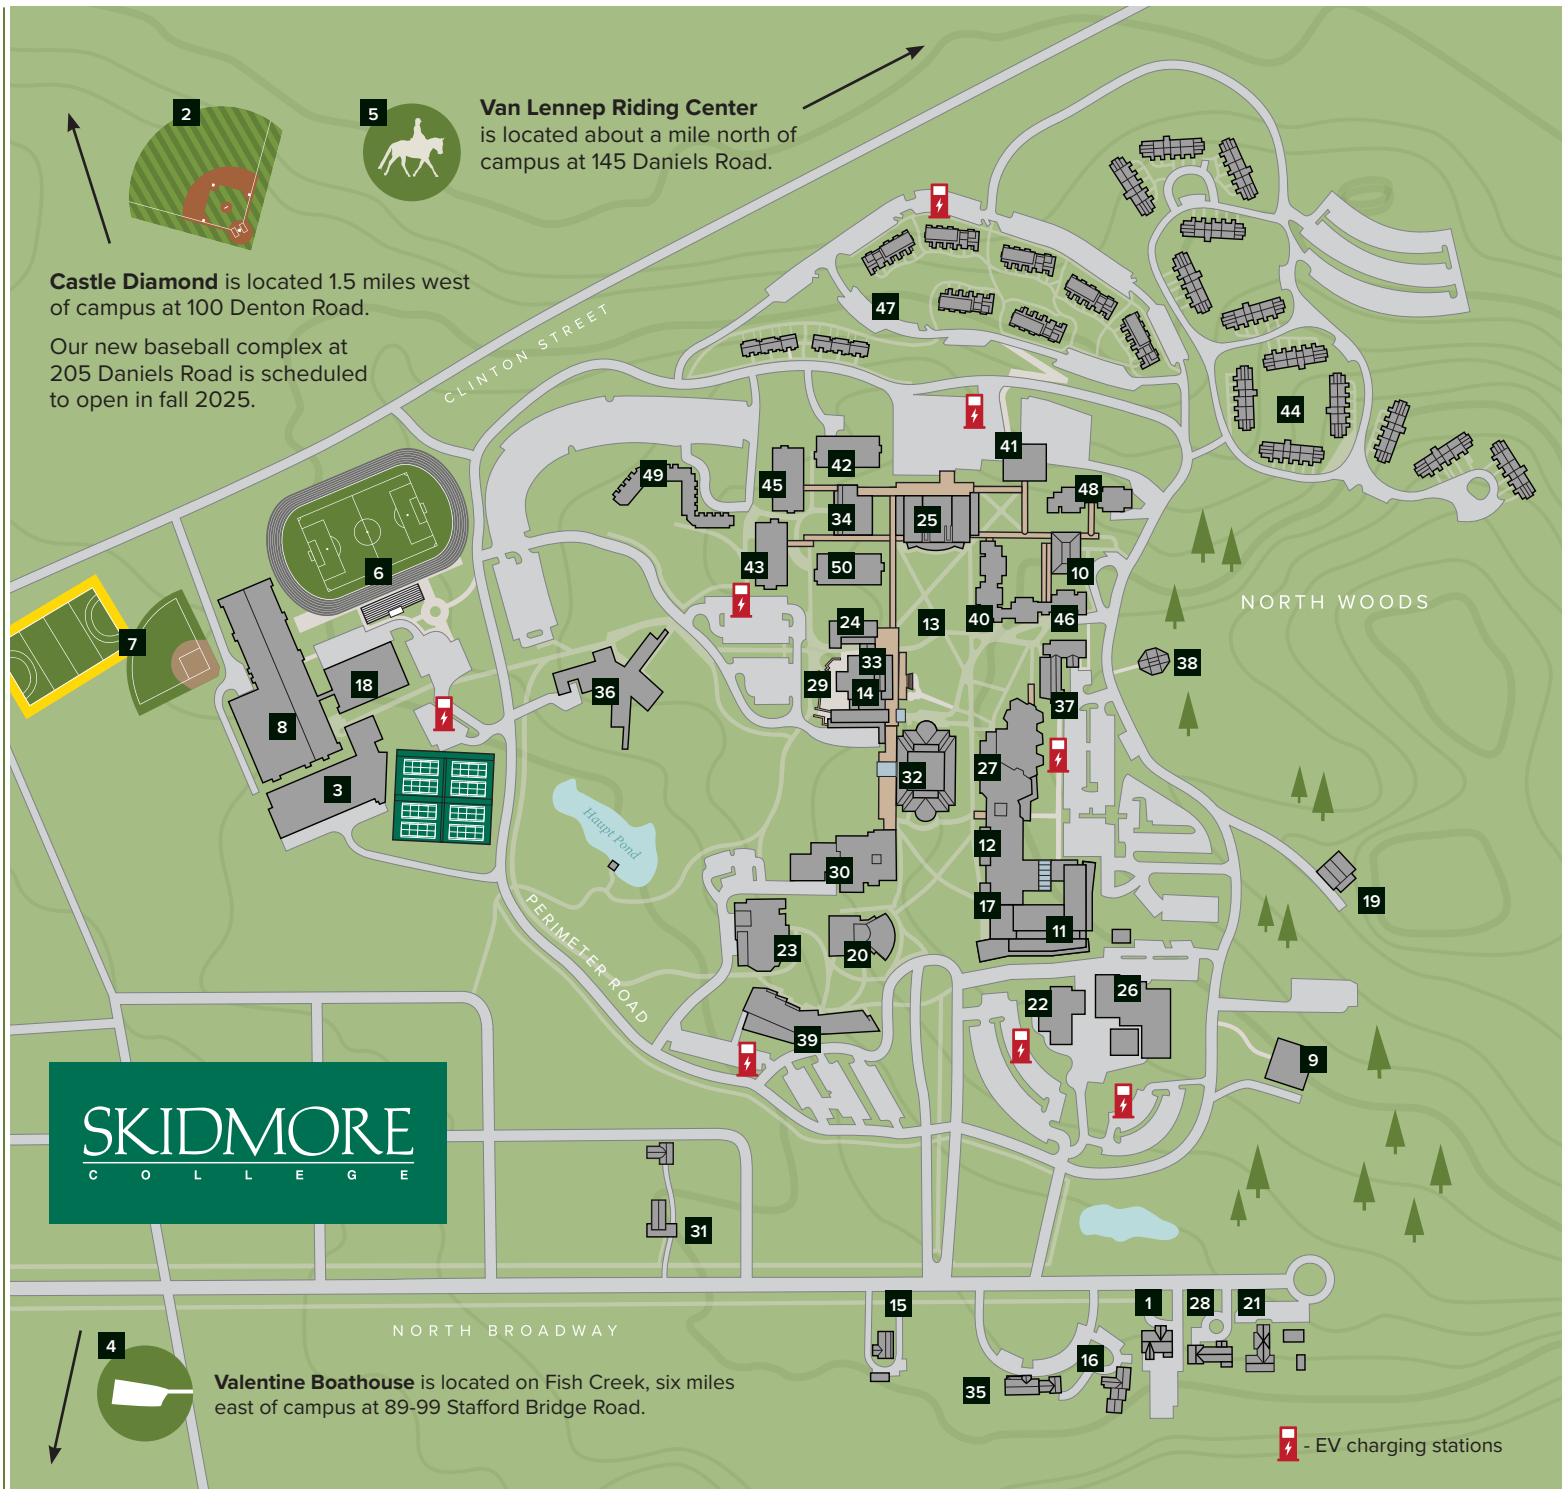 2
5
Van Lennep Riding Center
is located about a mile north of
campus at 145 Daniels Road.
Castle Diamond is located 1.5 miles west
of campus at 100 Denton Road.
Our new baseball complex at
205 Daniels Road is scheduled
to open in fall 2025.
CLINTON STREET
47
44
41
42
49
45
48
34
25
6
43
50
10
NORTH WOODS
24
13
40
46
7
33
38
18
29
14
36
37
8
27
32
3
Haupt Pond
12
30
19
17
PERIMETER ROAD
11
23
20
26
22
39
9
SKIDMORE
COLLEGE
31
15
1
28
21
NORTH BROADWAY
4
16
35
Valentine Boathouse is located on Fish Creek, six miles
east of campus at 89-99 Stafford Bridge Road.
- EV charging stations